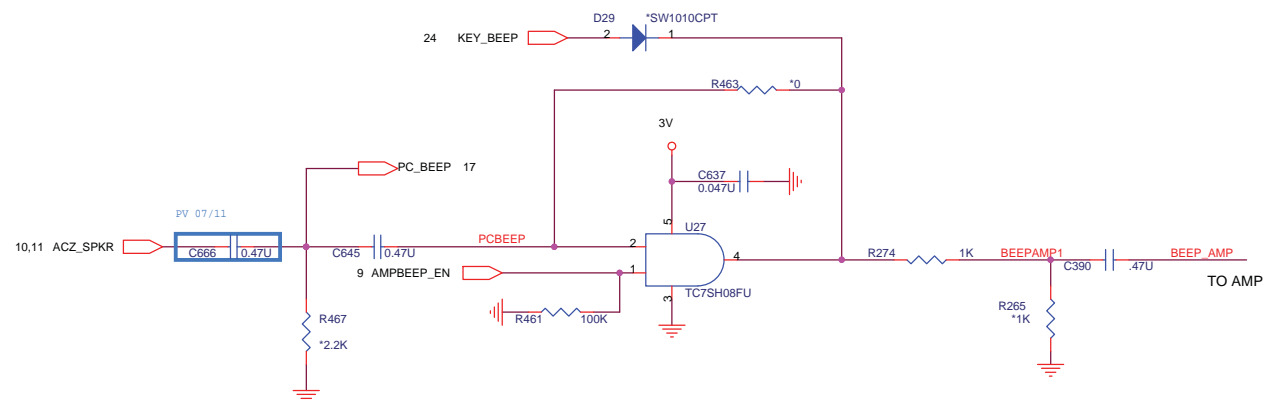 D29 *SW1010CPT
24 KEY_BEEP 2 1
R463 *0
3V
PC_BEEP 17
C637
0.047U
PV 07/11
5 U27
10,11 ACZ_SPKR C666 0.47U C645 0.47U PCBEEP 2
4
R274 1K BEEPAMP1 C390 .47U BEEP_AMP
9 AMPBEEP_EN 1
TO AMP
3 TC7SH08FU
R461 100K
R265
*1K
R467
*2.2K